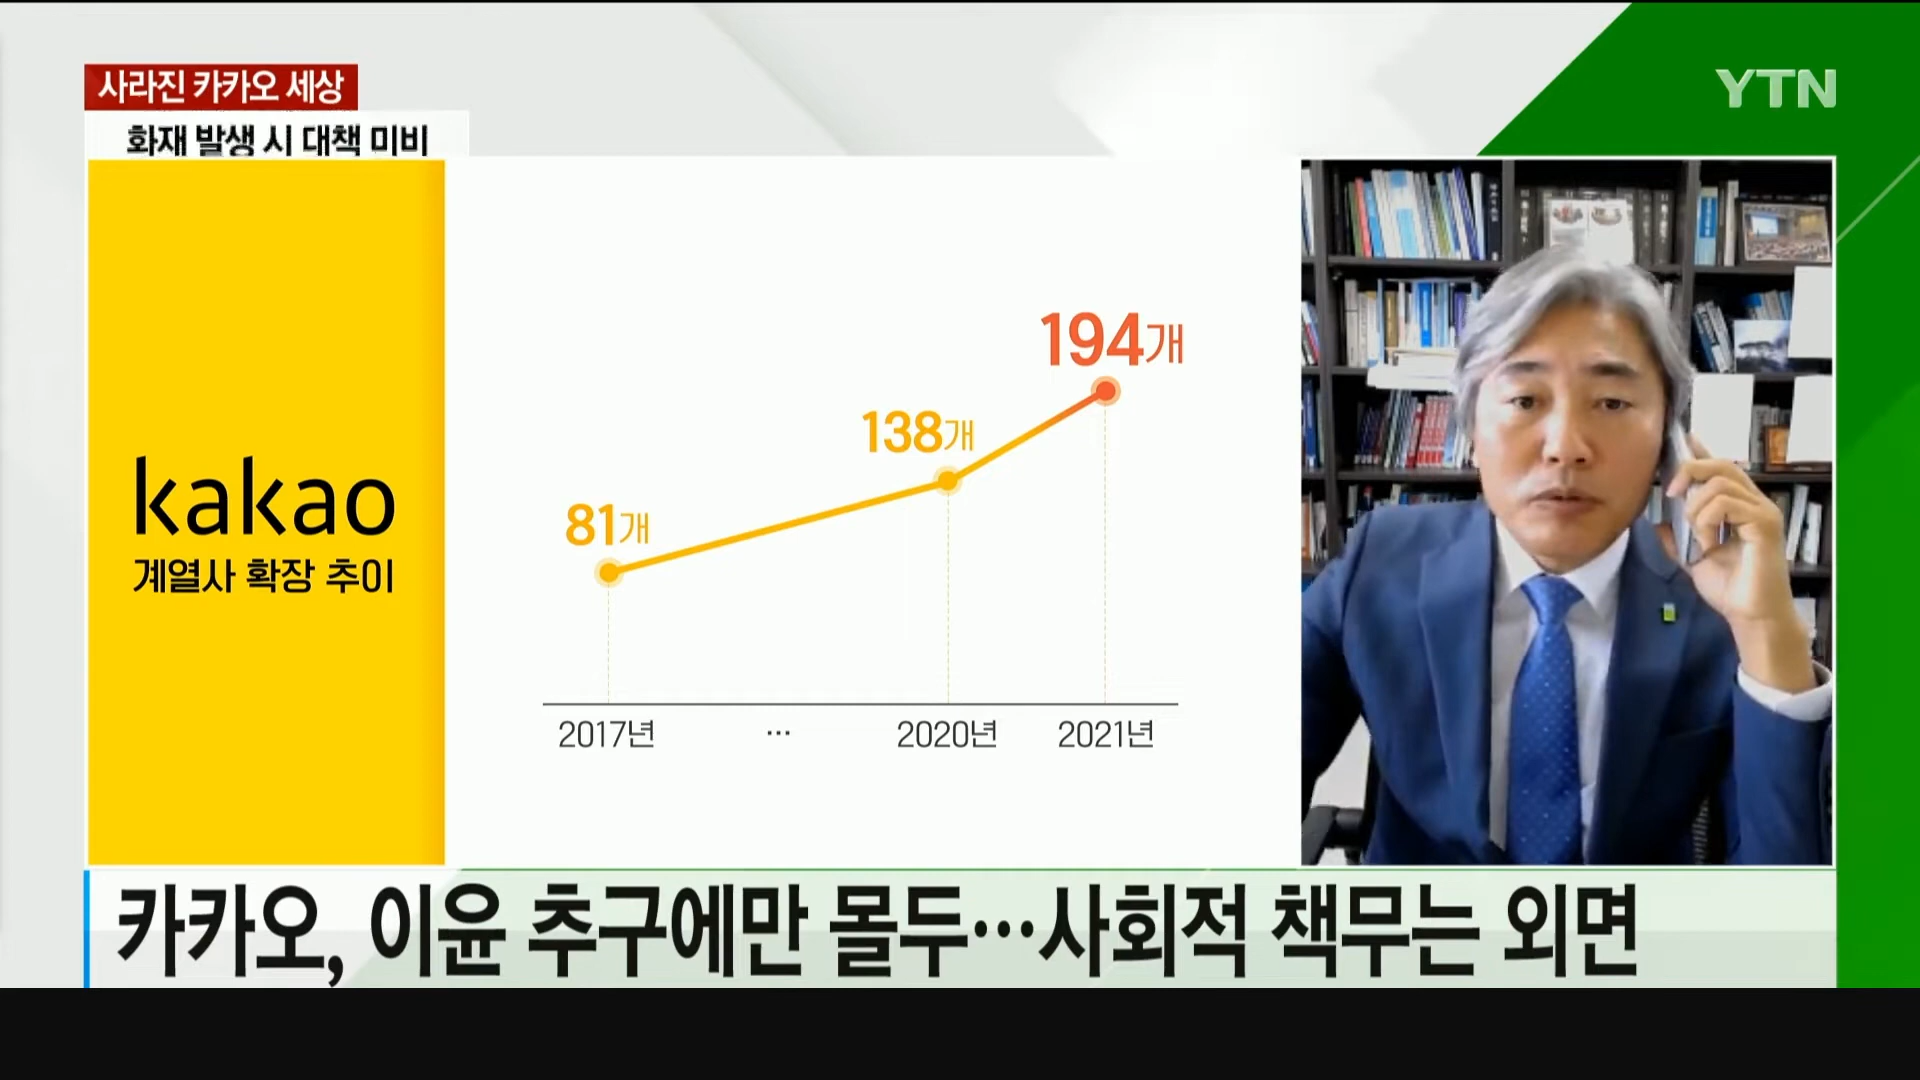 사라진 카카오 세상
YTN
화재 발생 시 대책 미비
kakao
계열사 확장 추이
194개
138개
81개
2017년
...
2020년
2021년
카카오, 이윤 추구에만 몰두…사회적 책무는 외면